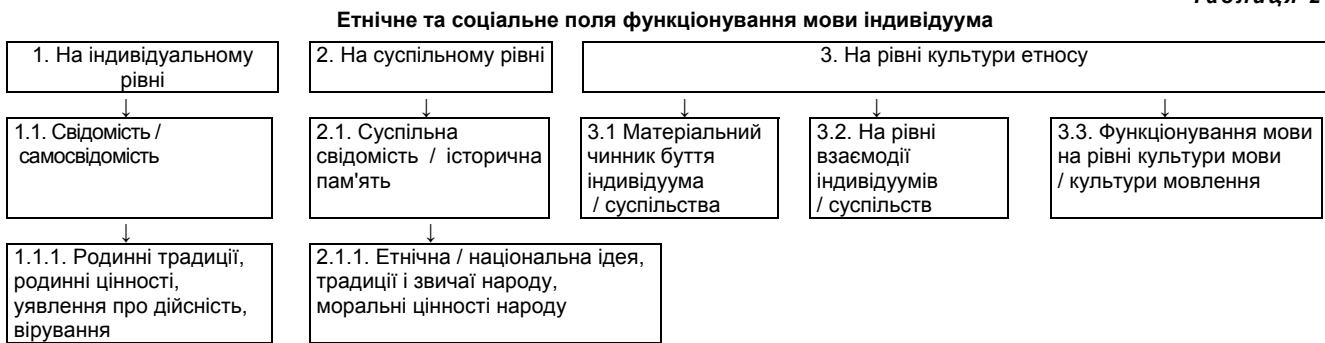 Таблиця 2
Етнічне та соціальне поля функціонування мови індивідуума
1. На індивідуальному
рівні
2. На суспільному рівні
3. На рівні культури етносу
↓ ↓ ↓ ↓ ↓
1.1. Свідомість /
самосвідомість
2.1. Суспільна
свідомість / історична
пам'ять
3.1 Матеріальний
чинник буття
індивідуума
/ суспільства
3.2. На рівні
взаємодії
індивідуумів
/ суспільств
3.3. Функціонування мови
на рівні культури мови
/ культури мовлення
↓ ↓
1.1.1. Родинні традиції,
родинні цінності,
уявлення про дійсність,
вірування
2.1.1. Етнічна / національна ідея,
традиції і звичаї народу,
моральні цінності народу